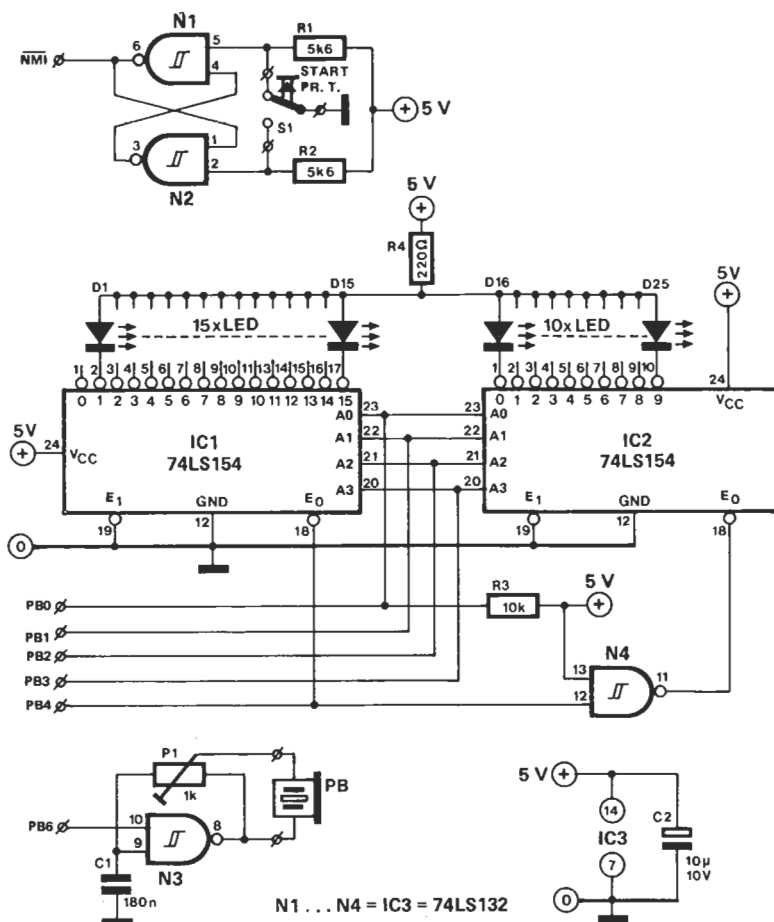 N1
R1
NMI
6
5
5k6
4
START
PR. T.
5 V
3
1
S1
2
R2
5k6
N2
5 V
R4
220Ω
D1
D15
D16
D25
5V
15xLED
10xLED
1 2 3 4 5 6 7 8 9 10 11 13 14 15 16 17
1 2 3 4 5 6 7 8 9 10
0 1 2 3 4 5 6 7 8 9 10 11 12 13 14 15
0 1 2 3 4 5 6 7 8 9
24
VCC
A0 23 23 A0
5V
24
VCC
IC1
74LS154
A1 22 22 A1
IC2
74LS154
A2 21 21 A2
A3 20 20 A3
E1
GND
E0
E1
GND
E0
19
12
18
19
12
18
0
R3
5 V
PB0
10k
PB1
N4
PB2
13
11
PB3
12
PB4
P1
1k
PB
5 V
14
C2
PB6
10
8
IC3
9
7
10µ
10V
C1
N3
180n
0
N1 . . . N4 = IC3 = 74LS132